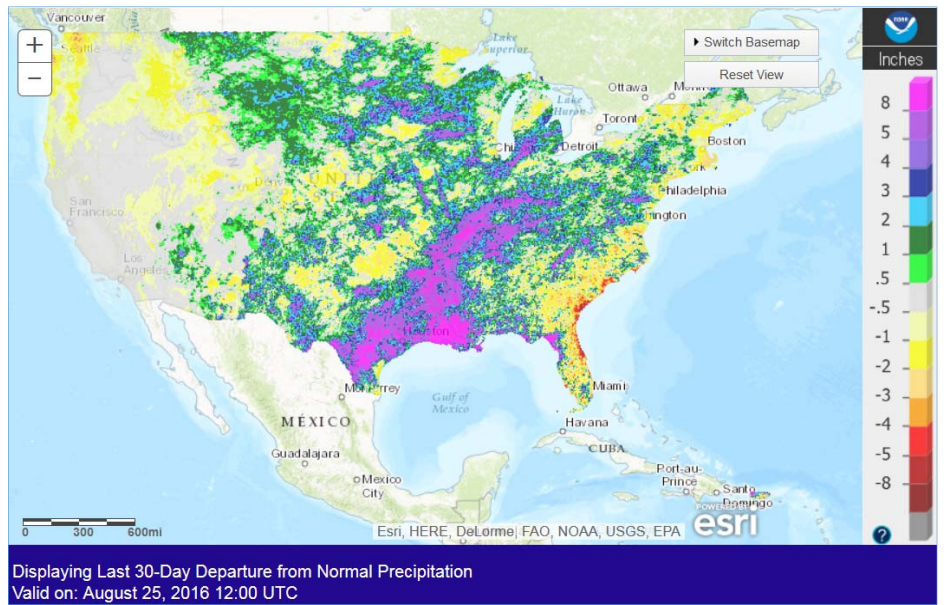 Vancouver
Seattle
Lake
Superior
Switch Basemap
Reset View
noaa
Inches
+
−
Ottawa
Lake
Huron
Toronto
Detroit
Boston
Philadelphia
San
Francisco
Los
Angeles
Houston
Monterrey
Gulf of
Mexico
Miami
MÉXICO
Havana
CUBA
Guadalajara
Mexico
City
Port-au-
Prince
Santo
Domingo
8
5
4
3
2
1
.5
-.5
-1
-2
-3
-4
-5
-8
?
0 300 600mi
Esri, HERE, DeLorme, FAO, NOAA, USGS, EPA
POWERED BY
esri
Displaying Last 30-Day Departure from Normal Precipitation
Valid on: August 25, 2016 12:00 UTC